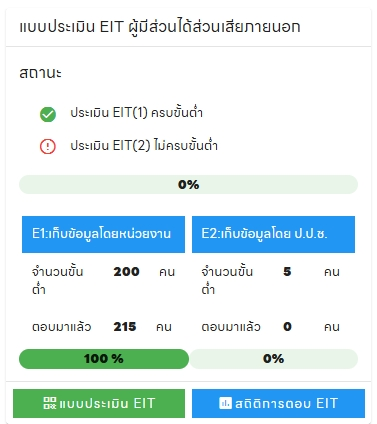 แบบประเมิน EIT ผู้มีส่วนได้ส่วนเสียภายนอก
สถานะ
ประเมิน EIT(1) ครบขั้นต่ำ
ประเมิน EIT(2) ไม่ครบขั้นต่ำ
0%
E1:เก็บข้อมูลโดยหน่วยงาน E2:เก็บข้อมูลโดย ป.ป.ช.
จำนวนขั้น 200 คน จำนวนขั้น 5 คน
ต่ำ ต่ำ
ตอบมาแล้ว 215 คน ตอบมาแล้ว 0 คน
100 % 0%
แบบประเมิน EIT สถิติการตอบ EIT